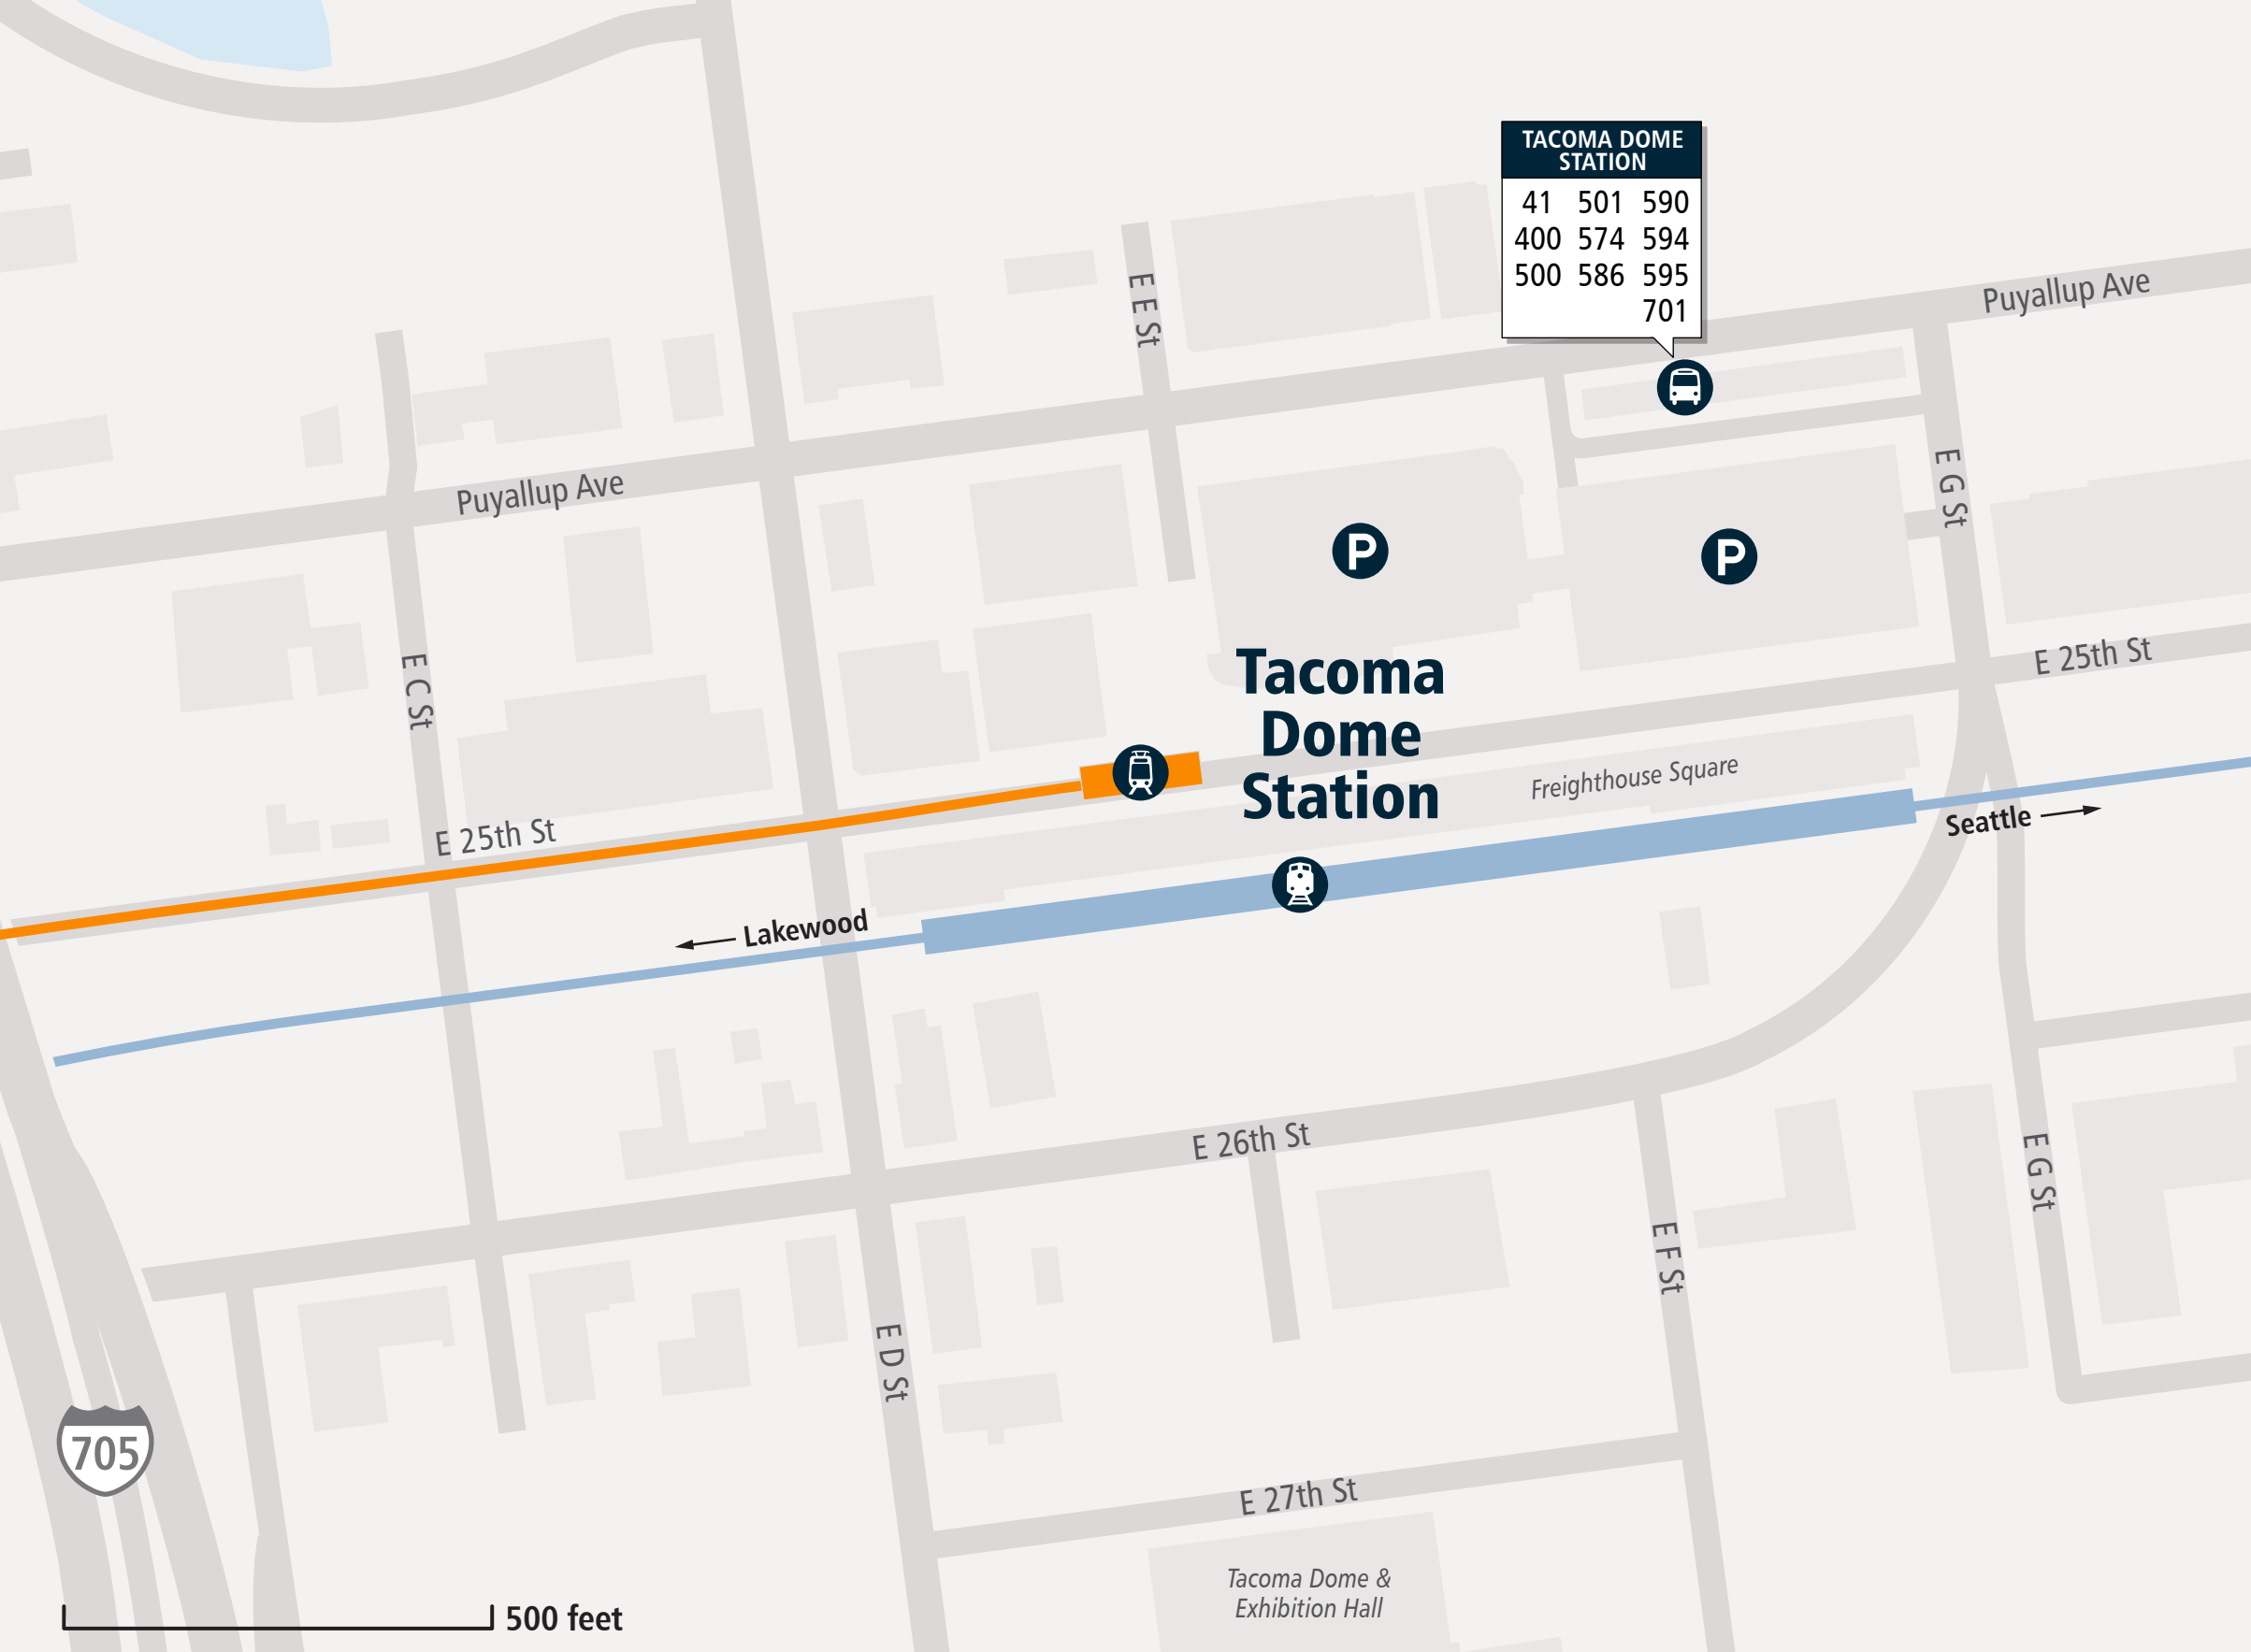 TACOMA DOME
STATION
41 501 590
400 574 594
500 586 595
701
Puyallup Ave
E E St
Puyallup Ave
E G St
E C St
E 25th St
Tacoma
Dome
Station
Freighthouse Square
E 25th St
Seattle
Lakewood
E 26th St
E G St
E F St
E D St
705
E 27th St
Tacoma Dome &
Exhibition Hall
500 feet